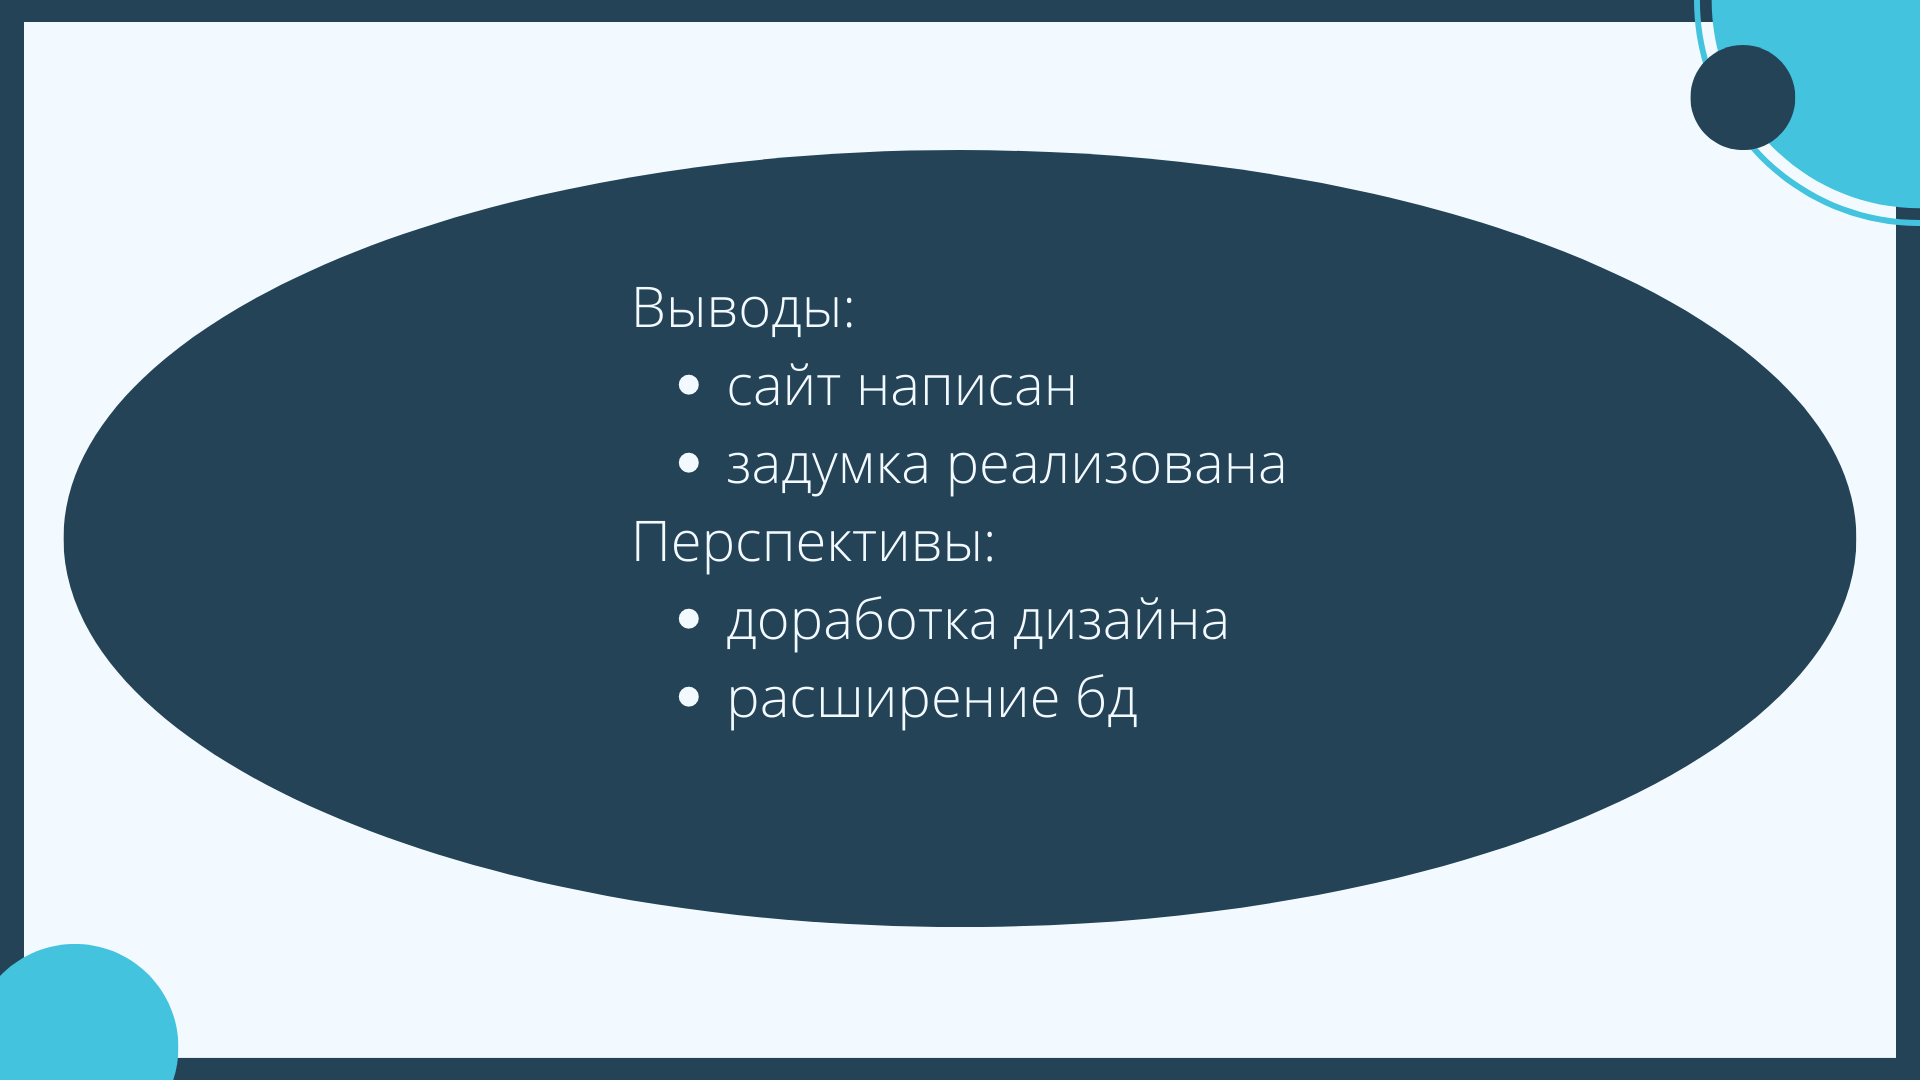 Выводы:
• сайт написан
• задумка реализована
Перспективы:
• доработка дизайна
• расширение бд